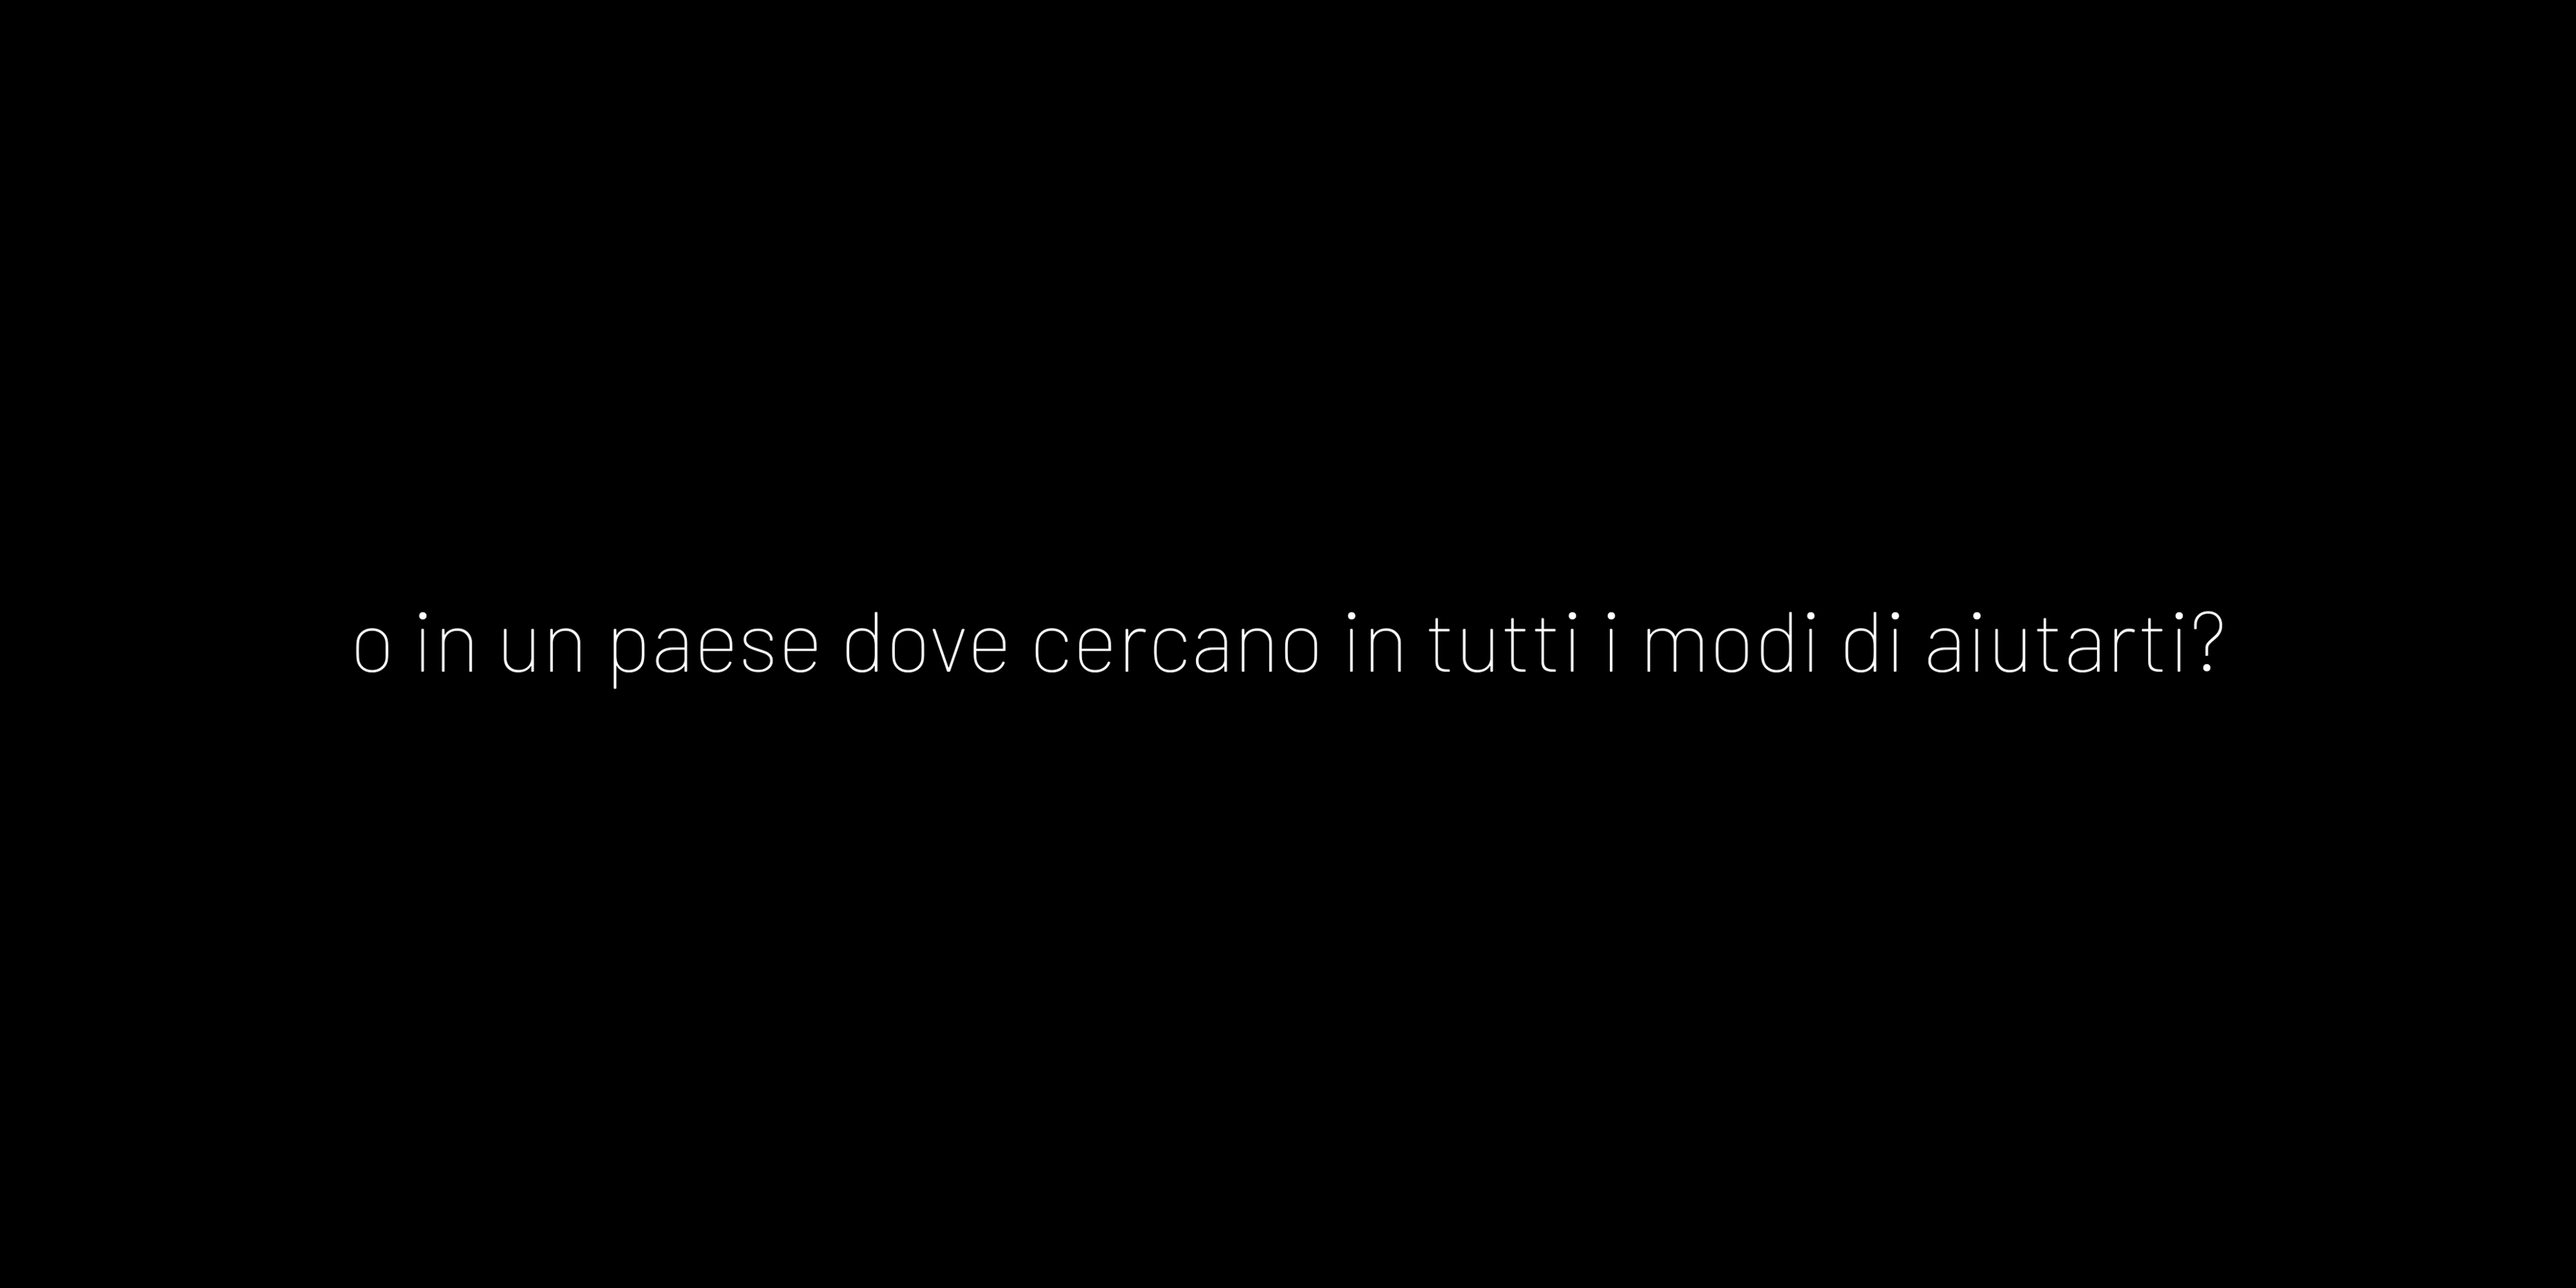 o in un paese dove cercano in tutti i modi di aiutarti?